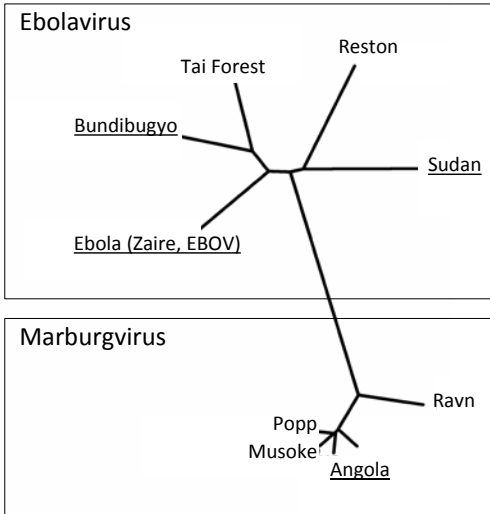 Ebolavirus
Reston
Tai Forest
Bundibugyo
Sudan
Ebola (Zaire, EBOV)
Marburgvirus
Ravn
Popp
Musoke
Angola